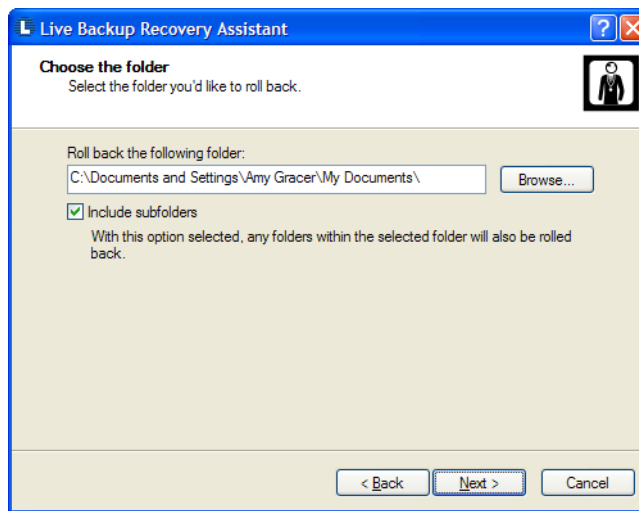 Live Backup Recovery Assistant
Choose the folder
Select the folder you'd like to roll back.
Roll back the following folder:
C:\Documents and Settings\Amy Gracer\My Documents\
Browse...
Include subfolders
With this option selected, any folders within the selected folder will also be rolled
back.
< Back
Next >
Cancel